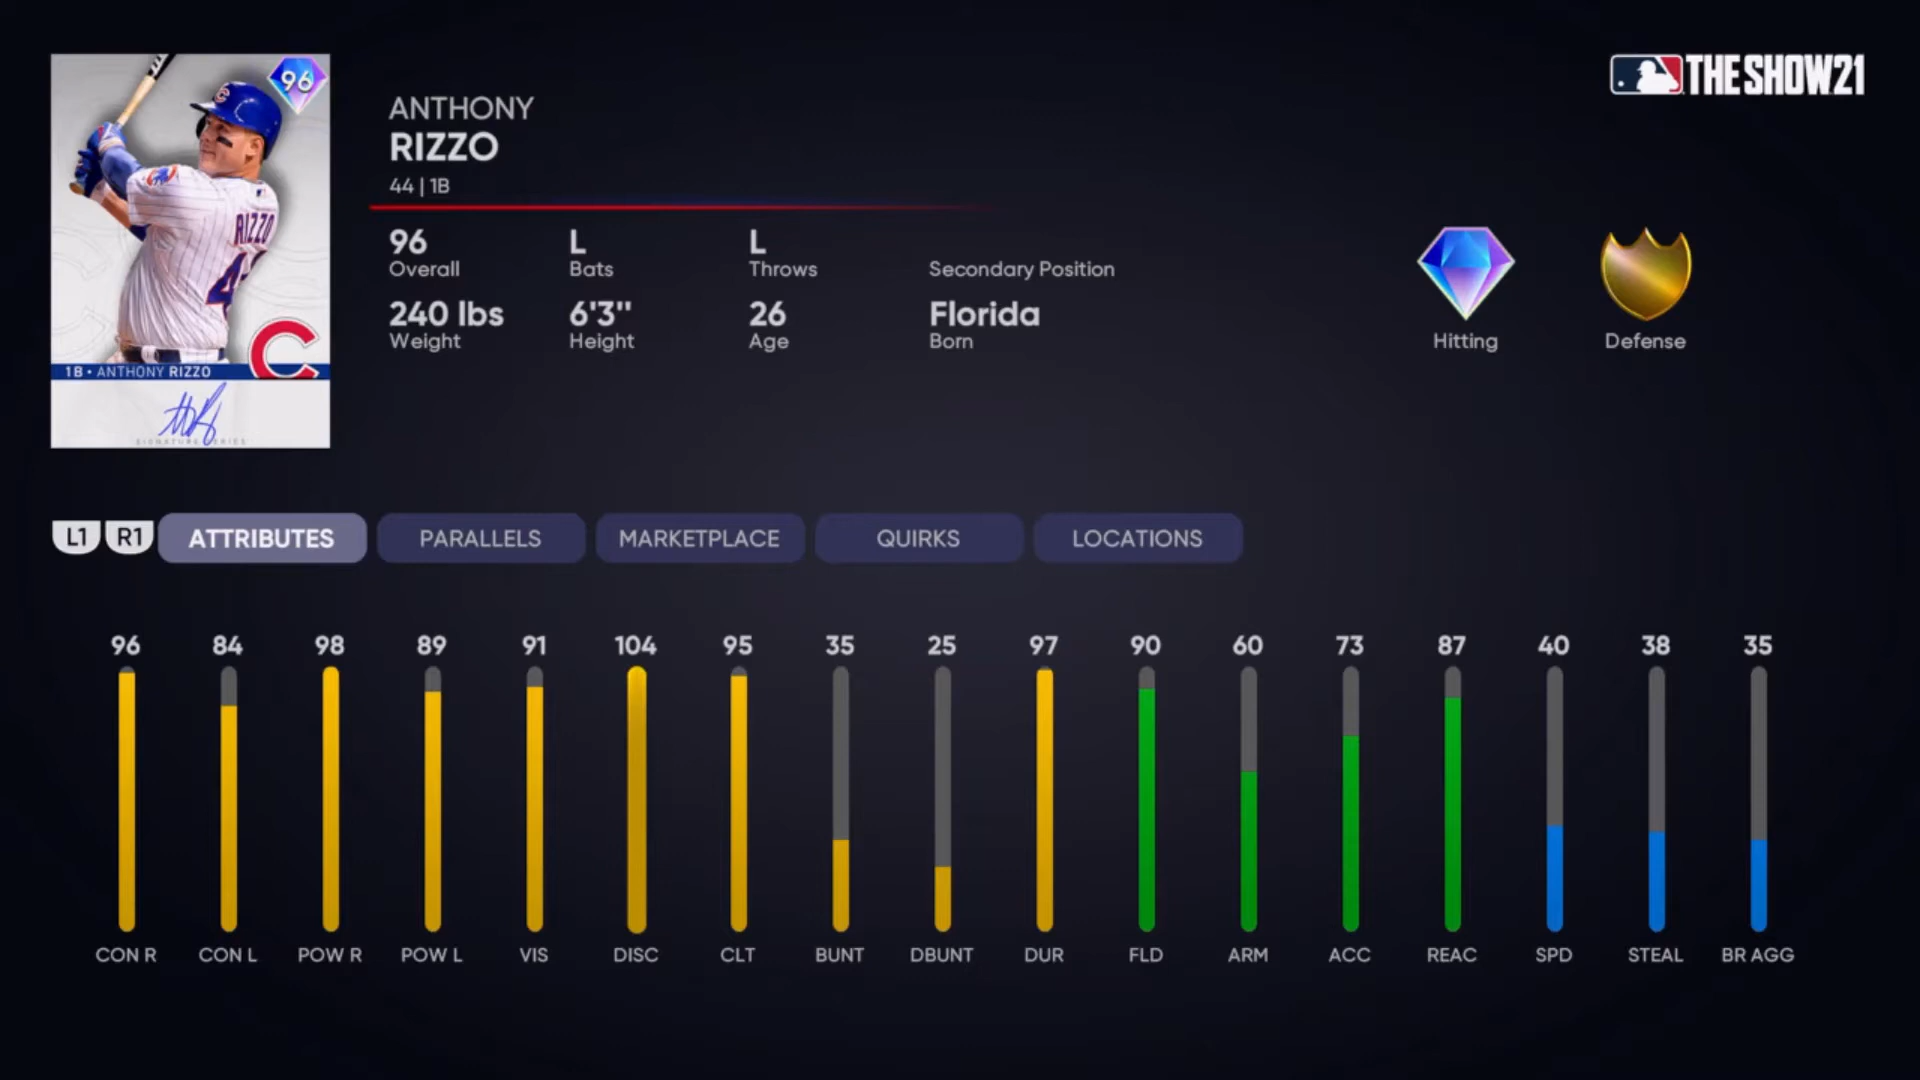 96
RIZZO
1B • ANTHONY RIZZO
SIGNATURE SERIES
ANTHONY
RIZZO
44 | 1B
96 L L
Overall Bats Throws Secondary Position
240 lbs 6'3" 26 Florida
Weight Height Age Born
THE SHOW 21
Hitting Defense
L1 R1 ATTRIBUTES PARALLELS MARKETPLACE QUIRKS LOCATIONS
96 84 98 89 91 104 95 35 25 97 90 60 73 87 40 38 35
CON R CON L POW R POW L VIS DISC CLT BUNT DBUNT DUR FLD ARM ACC REAC SPD STEAL BR AGG